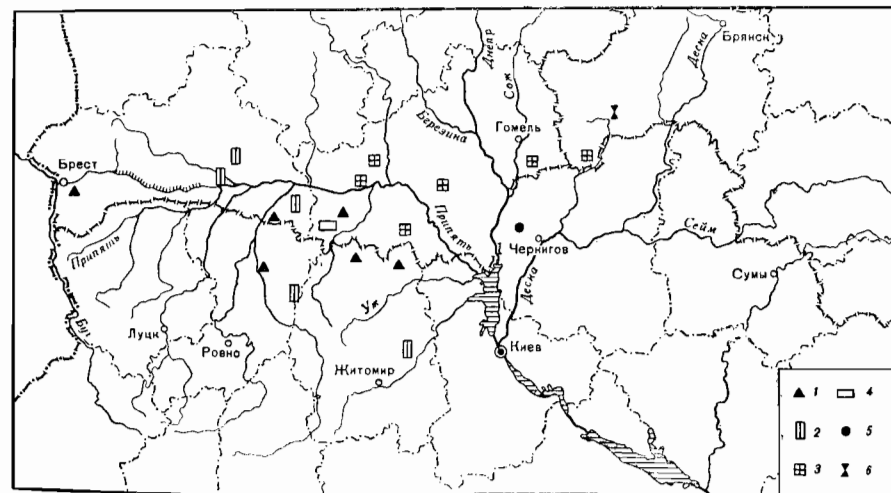 Днепр
Сож
Десна
Брянск
Березина
Гомель
Брест
Припять
Припять
Чернигов
Сейм
Сумы
Десна
Уж
Буг
Луцк
Ровно
Житомир
Киев
1 4
2 5
3 6